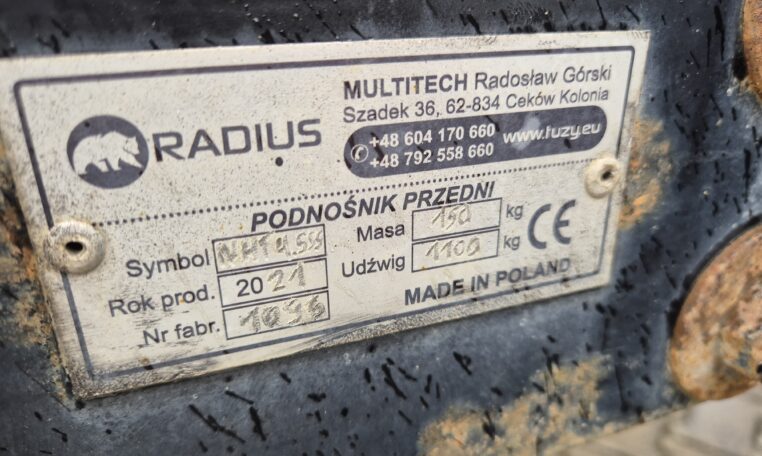 RADIUS
MULTITECH Radosław Górski
Szadek 36, 62-834 Ceków Kolonia
+48 604 170 660 www.tuzy.eu
+48 792 558 660
PODNOŚNIK PRZEDNI
Symbol
Masa 150 kg
Rok prod. 2021
Udźwig 1100 kg
Nr fabr. 1096
CE
MADE IN POLAND